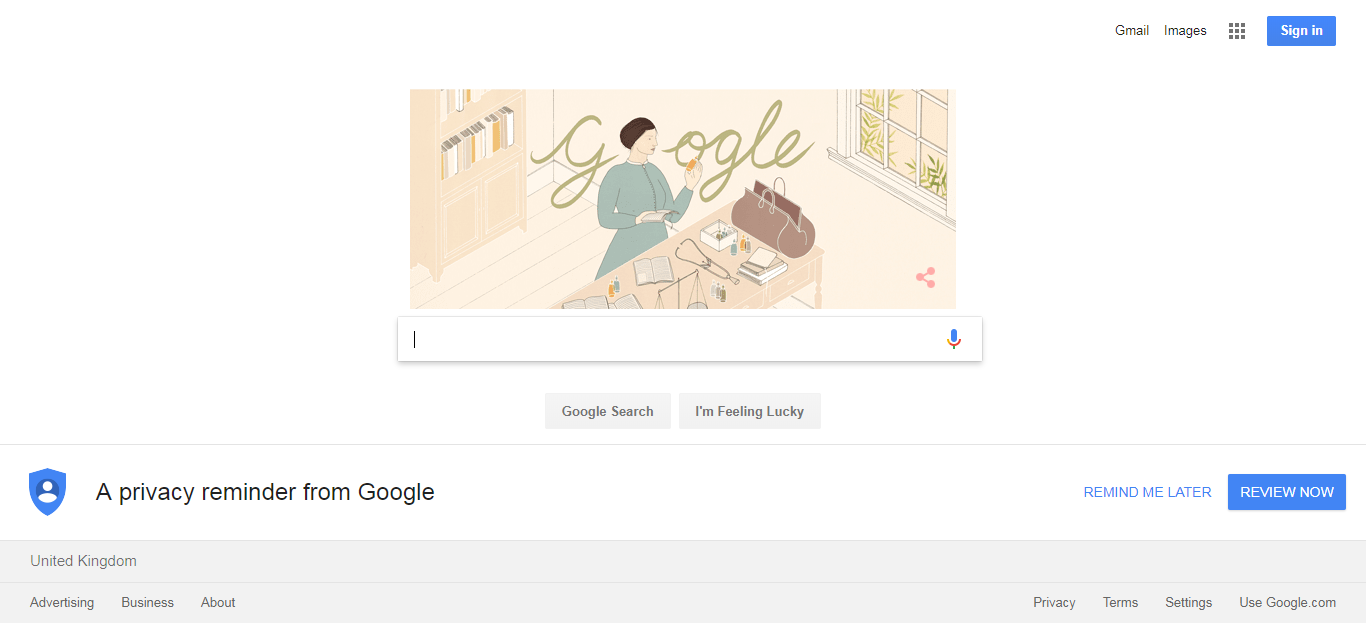 Gmail Images Sign in
Google
Google Search I'm Feeling Lucky
A privacy reminder from Google REMIND ME LATER REVIEW NOW
United Kingdom
Advertising Business About Privacy Terms Settings Use Google.com